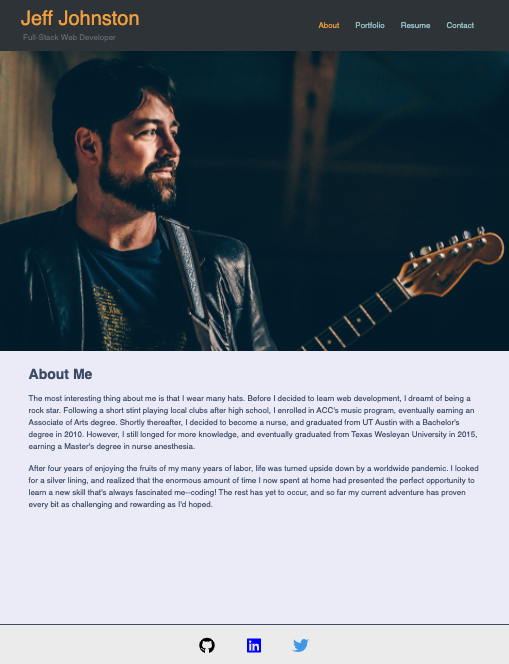 Jeff Johnston
Full-Stack Web Developer
About Portfolio Resume Contact
About Me
The most interesting thing about me is that I wear many hats. Before I decided to learn web development, I dreamt of being a
rock star. Following a short stint playing local clubs after high school, I enrolled in ACC's music program, eventually earning an
Associate of Arts degree. Shortly thereafter, I decided to become a nurse, and graduated from UT Austin with a Bachelor's
degree in 2010. However, I still longed for more knowledge, and eventually graduated from Texas Wesleyan University in 2015,
earning a Master's degree in nurse anesthesia.
After four years of enjoying the fruits of my many years of labor, life was turned upside down by a worldwide pandemic. I looked
for a silver lining, and realized that the enormous amount of time I now spent at home had presented the perfect opportunity to
learn a new skill that's always fascinated me--coding! The rest has yet to occur, and so far my current adventure has proven
every bit as challenging and rewarding as I'd hoped.
in